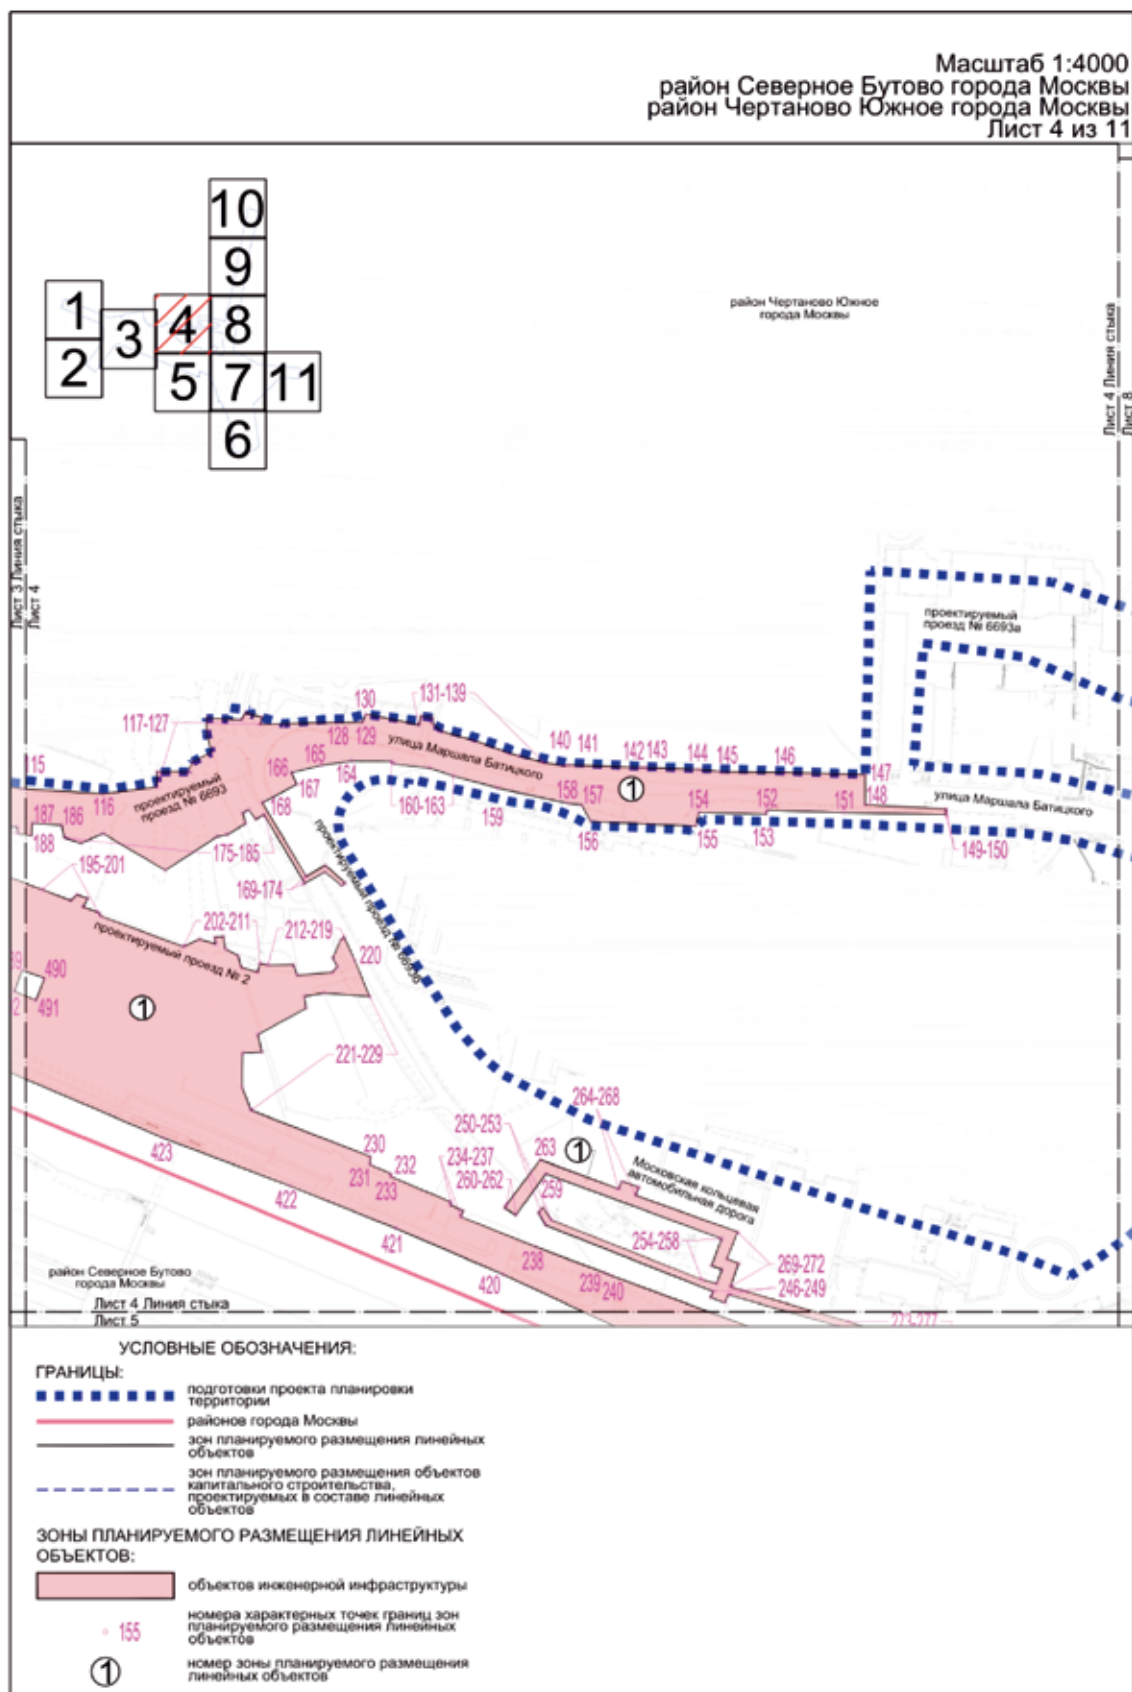 Масштаб 1:4000
район Северное Бутово города Москвы
район Чертаново Южное города Москвы
Лист 4 из 11
10
9
1
4
8
3
2
5
7
11
6
район Чертаново Южное
города Москвы
Лист 4 Линия стыка
Лист 8
Лист 3 Линия стыка
Лист 4
проектируемый
проезд № 6693а
130
131-139
117-127
128
129
улица Маршала Батицкого
140
141
142
143
144
145
146
147
115
165
166
164
167
148
187
186
116
проектируемый
проезд № 6693
168
160-163
158
157
159
1
154
152
151
улица Маршала Батицкого
188
175-185
156
155
153
149-150
195-201
169-174
проектируемый проезд № 6693б
202-211
212-219
220
проектируемый проезд № 2
490
491
1
221-229
264-268
250-253
423
230
234-237
263
1
231
232
260-262
259
Московская кольцевая
автомобильная дорога
233
422
421
254-258
238
269-272
район Северное Бутово
города Москвы
420
239
240
246-249
Лист 4 Линия стыка
273-277
Лист 5
УСЛОВНЫЕ ОБОЗНАЧЕНИЯ:
ГРАНИЦЫ:
подготовки проекта планировки
территории
районов города Москвы
зон планируемого размещения линейных
объектов
зон планируемого размещения объектов
капитального строительства,
проектируемых в составе линейных
объектов
ЗОНЫ ПЛАНИРУЕМОГО РАЗМЕЩЕНИЯ ЛИНЕЙНЫХ
ОБЪЕКТОВ:
объектов инженерной инфраструктуры
155
номера характерных точек границ зон
планируемого размещения линейных
объектов
1
номер зоны планируемого размещения
линейных объектов